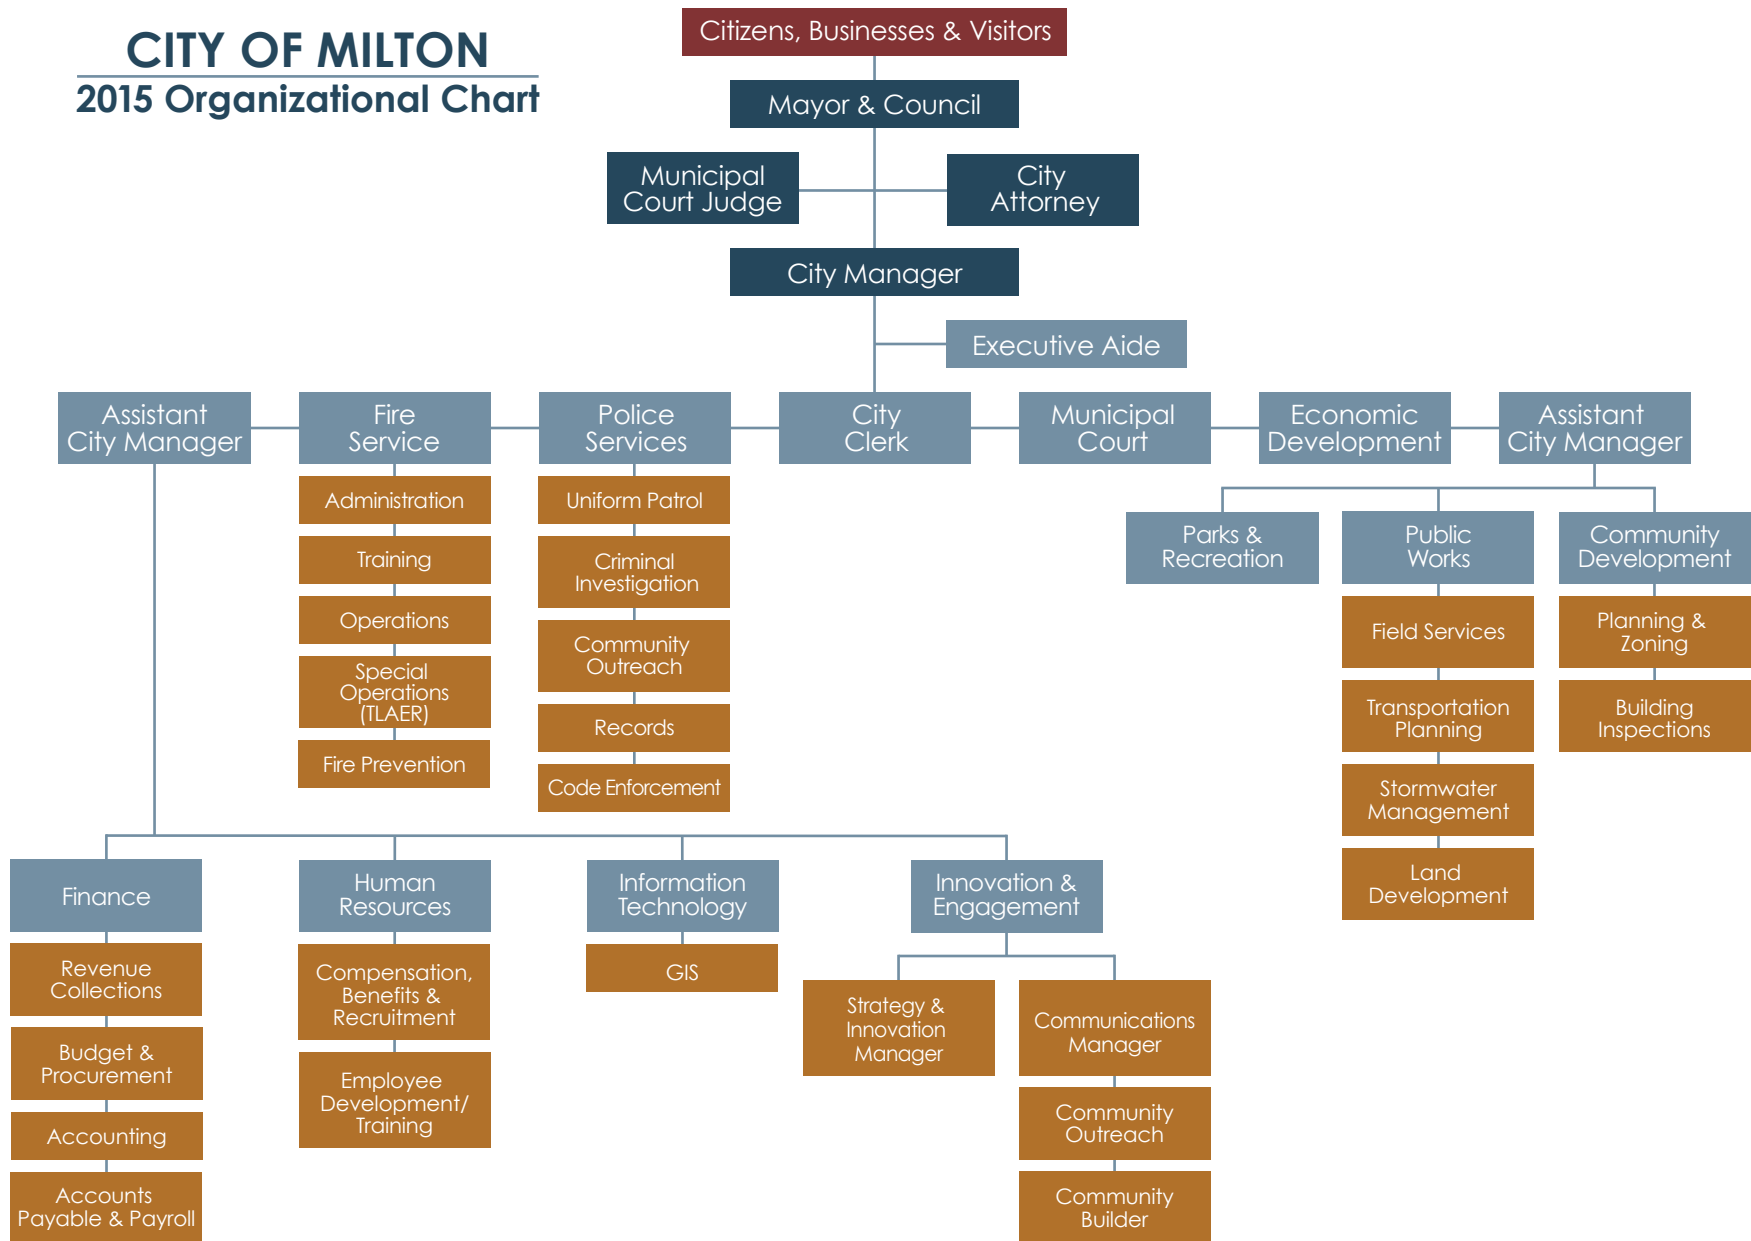 CITY OF MILTON
2015 Organizational Chart
Citizens, Businesses & Visitors
Mayor & Council
Municipal
Court Judge
City
Attorney
City Manager
Executive Aide
Assistant
City Manager
Fire
Service
Police
Services
City
Clerk
Municipal
Court
Economic
Development
Assistant
City Manager
Administration
Training
Operations
Special
Operations
(TLAER)
Fire Prevention
Uniform Patrol
Criminal
Investigation
Community
Outreach
Records
Code Enforcement
Parks &
Recreation
Public
Works
Community
Development
Field Services
Transportation
Planning
Stormwater
Management
Land
Development
Planning &
Zoning
Building
Inspections
Finance
Human
Resources
Information
Technology
Innovation &
Engagement
Revenue
Collections
Budget &
Procurement
Accounting
Accounts
Payable & Payroll
Compensation,
Benefits &
Recruitment
Employee
Development/
Training
GIS
Strategy &
Innovation
Manager
Communications
Manager
Community
Outreach
Community
Builder